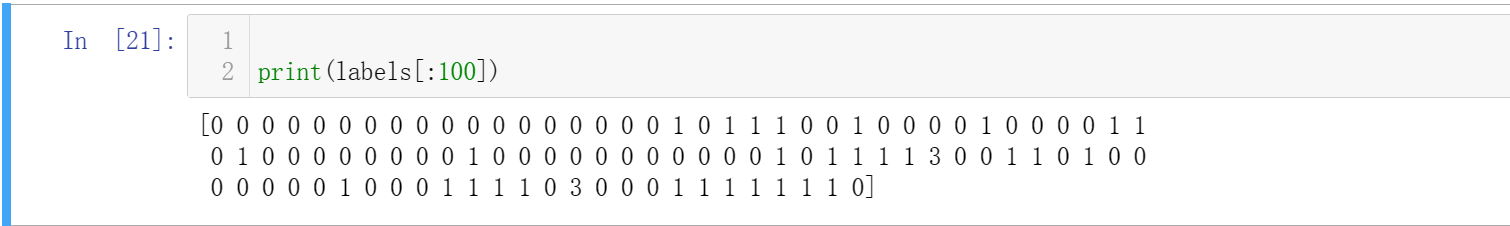 In [21]:
1
2 print(labels[:100])
[0 0 0 0 0 0 0 0 0 0 0 0 0 0 0 0 0 0 1 0 1 1 1 0 0 1 0 0 0 0 1 0 0 0 0 1 1
0 1 0 0 0 0 0 0 0 0 1 0 0 0 0 0 0 0 0 0 0 0 1 0 1 1 1 1 3 0 0 1 1 0 1 0 0
0 0 0 0 0 1 0 0 0 1 1 1 1 0 3 0 0 0 1 1 1 1 1 1 1 0]